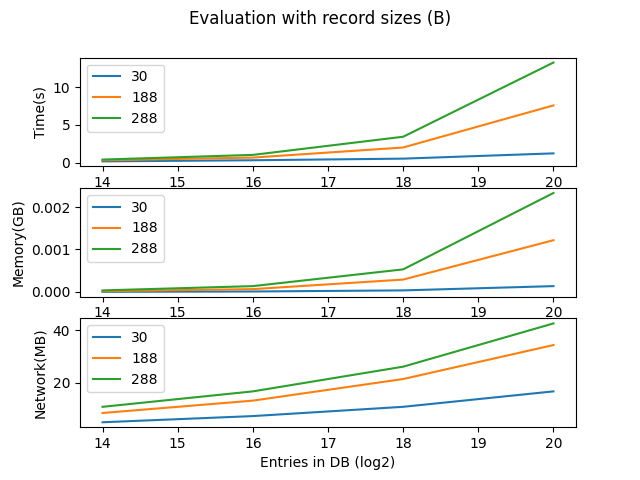 Evaluation with record sizes (B)
Time(s)
10
5
0
30
188
288
14 15 16 17 18 19 20
Memory(GB)
0.002
0.001
0.000
30
188
288
14 15 16 17 18 19 20
Network(MB)
40
20
30
188
288
14 15 16 17 18 19 20
Entries in DB (log2)